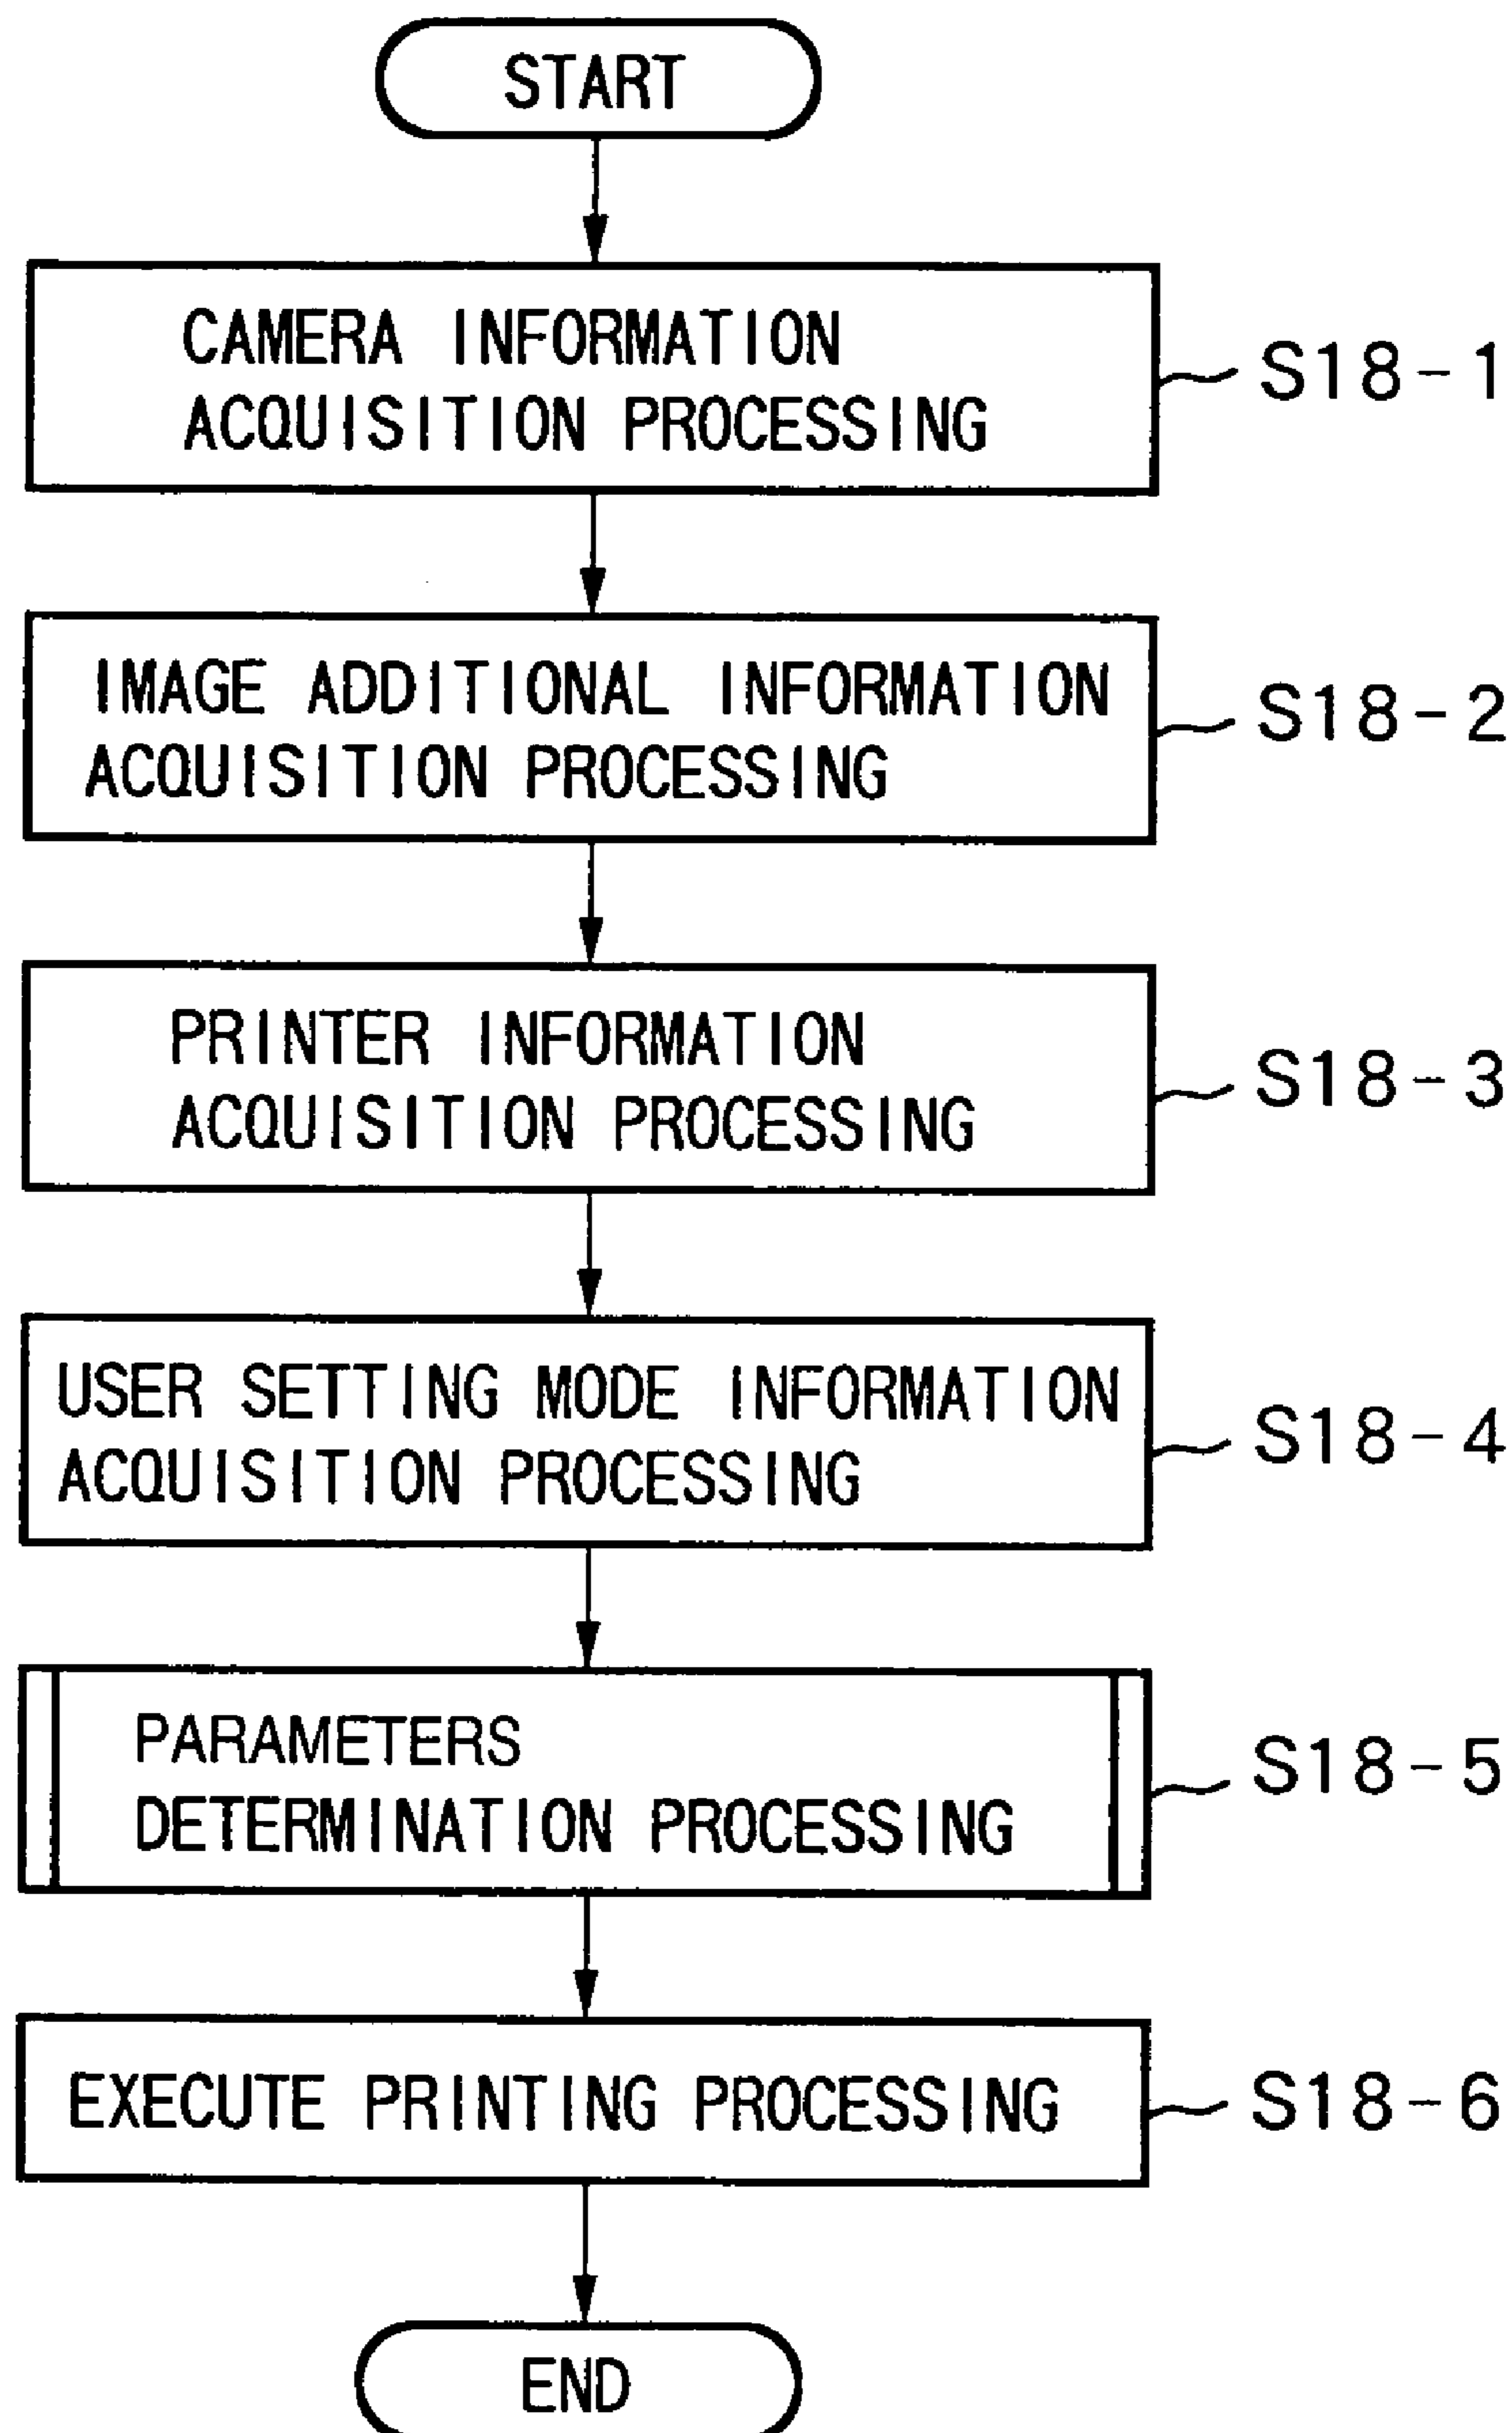 START
CAMERA INFORMATION
ACQUISITION PROCESSING
S18-1
IMAGE ADDITIONAL INFORMATION
ACQUISITION PROCESSING
S18-2
PRINTER INFORMATION
ACQUISITION PROCESSING
S18-3
USER SETTING MODE INFORMATION
ACQUISITION PROCESSING
S18-4
PARAMETERS
DETERMINATION PROCESSING
S18-5
EXECUTE PRINTING PROCESSING
S18-6
END